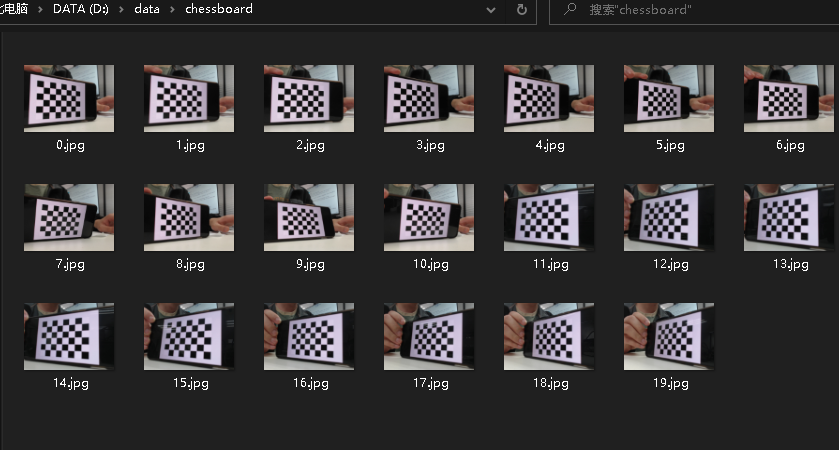 电脑 > DATA (D:) > data > chessboard
搜索"chessboard"
0.jpg 1.jpg 2.jpg 3.jpg 4.jpg 5.jpg 6.jpg
7.jpg 8.jpg 9.jpg 10.jpg 11.jpg 12.jpg 13.jpg
14.jpg 15.jpg 16.jpg 17.jpg 18.jpg 19.jpg